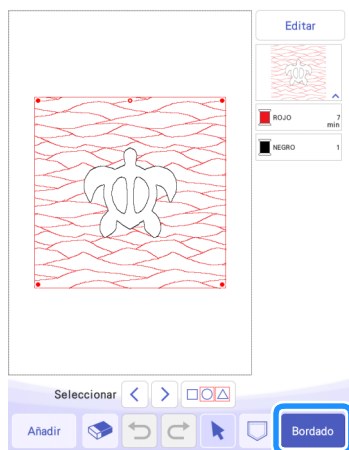 Editar
ROJO 7 min
NEGRO 1
Seleccionar
Añadir
Bordado